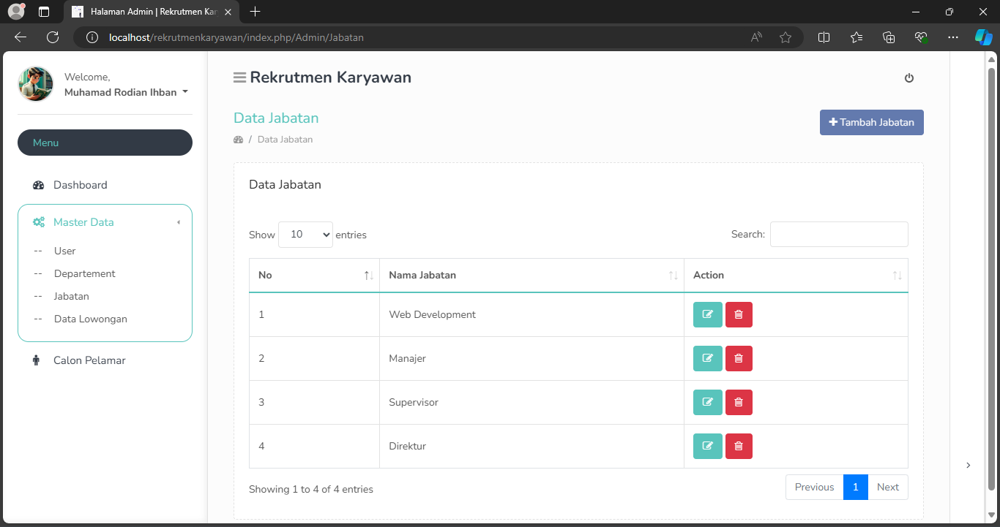 Halaman Admin | Rekrutmen Kar
localhost/rekrutmenkaryawan/index.php/Admin/Jabatan
Welcome,
Muhamad Rodian Ihban
Menu
Dashboard
Master Data
-- User
-- Departement
-- Jabatan
-- Data Lowongan
Calon Pelamar
Rekrutmen Karyawan
Data Jabatan
/ Data Jabatan
Tambah Jabatan
Data Jabatan
Show 10 entries
Search:
No Nama Jabatan Action
1 Web Development
2 Manajer
3 Supervisor
4 Direktur
Showing 1 to 4 of 4 entries
Previous 1 Next